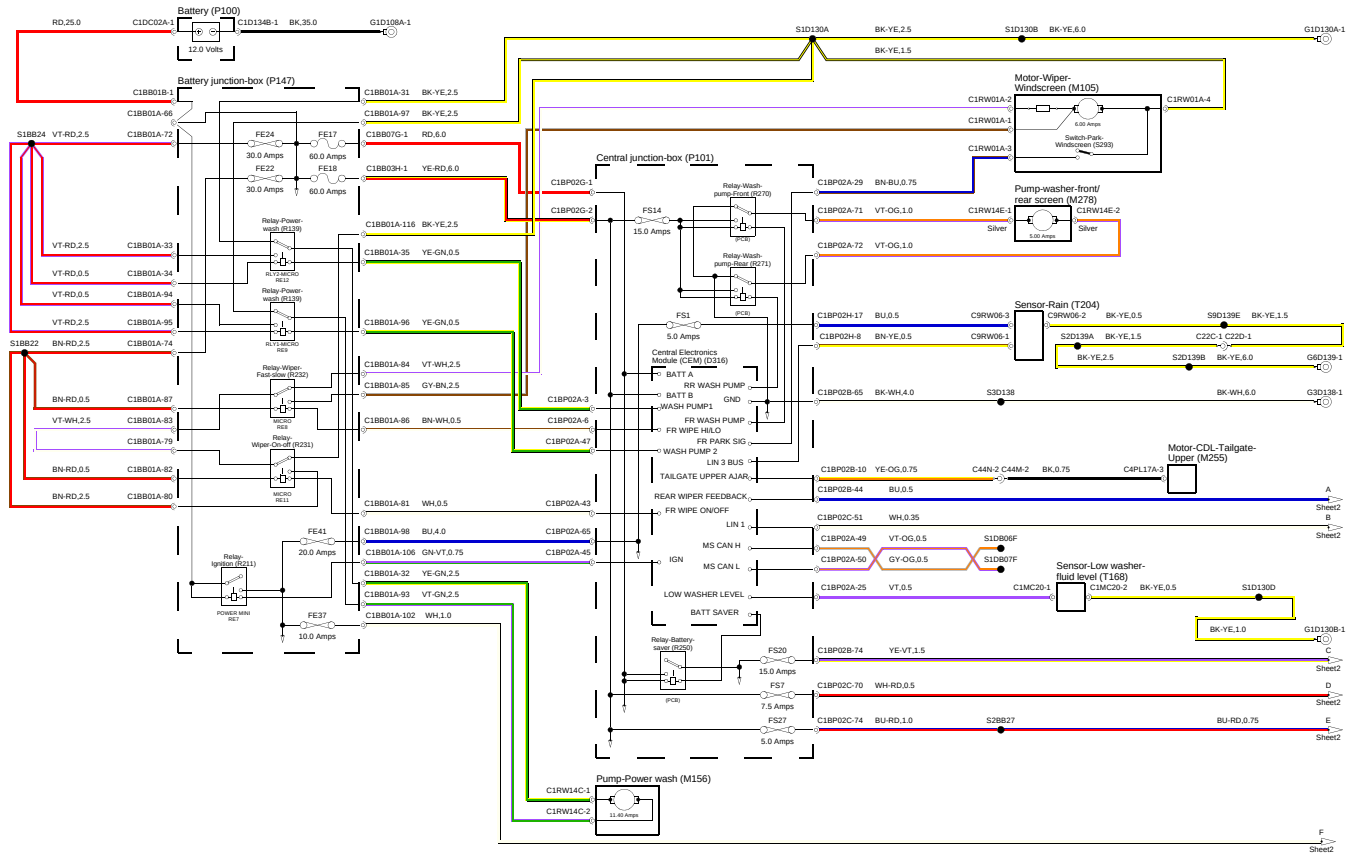 Battery (P100)
RD,25.0
C1DC02A-1
C1D134B-1
BK,35.0
G1D108A-1
12.0 Volts
S1D130A
BK-YE,2.5
S1D130B
BK-YE,6.0
G1D130A-1
BK-YE,1.5
Battery junction-box (P147)
C1BB01B-1
C1BB01A-66
S1BB24
VT-RD,2.5
C1BB01A-72
FE24
30.0 Amps
FE17
60.0 Amps
FE22
30.0 Amps
FE18
60.0 Amps
C1BB01A-31
BK-YE,2.5
C1BB01A-97
BK-YE,2.5
C1BB07G-1
RD,6.0
C1BB03H-1
YE-RD,6.0
Relay-Power-
wash (R139)
RLY2-MICRO
RE12
C1BB01A-116
BK-YE,2.5
C1BB01A-35
YE-GN,0.5
VT-RD,2.5
C1BB01A-33
VT-RD,0.5
C1BB01A-34
VT-RD,0.5
C1BB01A-94
Relay-Power-
wash (R139)
RLY1-MICRO
RE9
VT-RD,2.5
C1BB01A-95
C1BB01A-96
YE-GN,0.5
S1BB22
BN-RD,2.5
C1BB01A-74
Relay-Wiper-
Fast-slow (R232)
MICRO
RE8
C1BB01A-84
VT-WH,2.5
C1BB01A-85
GY-BN,2.5
BN-RD,0.5
C1BB01A-87
VT-WH,2.5
C1BB01A-83
C1BB01A-86
BN-WH,0.5
C1BB01A-79
Relay-
Wiper-On-off (R231)
MICRO
RE11
BN-RD,0.5
C1BB01A-82
BN-RD,2.5
C1BB01A-80
C1BB01A-81
WH,0.5
FE41
20.0 Amps
C1BB01A-98
BU,4.0
C1BB01A-106
GN-VT,0.75
Relay-
Ignition (R211)
POWER MINI
RE7
C1BB01A-32
YE-GN,2.5
C1BB01A-93
VT-GN,2.5
FE37
10.0 Amps
C1BB01A-102
WH,1.0
Central junction-box (P101)
C1BP02G-1
C1BP02G-2
FS14
15.0 Amps
Relay-Wash-
pump-Front (R270)
(PCB)
Relay-Wash-
pump-Rear (R271)
(PCB)
FS1
5.0 Amps
Central Electronics
Module (CEM) (D316)
BATT A
RR WASH PUMP
BATT B
GND
C1BP02A-3
WASH PUMP1
FR WASH PUMP
C1BP02A-6
FR WIPE HI/LO
FR PARK SIG
C1BP02A-47
WASH PUMP 2
LIN 3 BUS
TAILGATE UPPER AJAR
REAR WIPER FEEDBACK
C1BP02A-43
FR WIPE ON/OFF
LIN 1
C1BP02A-65
MS CAN H
C1BP02A-45
IGN
MS CAN L
LOW WASHER LEVEL
BATT SAVER
Relay-Battery-
saver (R250)
(PCB)
FS20
15.0 Amps
FS7
7.5 Amps
FS27
5.0 Amps
Motor-Wiper-
Windscreen (M105)
C1RW01A-2
C1RW01A-1
C1RW01A-3
C1RW01A-4
6.00 Amps
Switch-Park-
Windscreen (S293)
C1BP02A-29
BN-BU,0.75
Pump-washer-front/
rear screen (M278)
C1BP02A-71
VT-OG,1.0
C1RW14E-1
Silver
5.00 Amps
C1RW14E-2
Silver
C1BP02A-72
VT-OG,1.0
Sensor-Rain (T204)
C1BP02H-17
BU,0.5
C9RW06-3
C9RW06-2
BK-YE,0.5
S9D139E
BK-YE,1.5
C1BP02H-8
BN-YE,0.5
C9RW06-1
S2D139A
BK-YE,1.5
C22C-1 C22D-1
BK-YE,2.5
S2D139B
BK-YE,6.0
G6D139-1
C1BP02B-65
BK-WH,4.0
S3D138
BK-WH,6.0
G3D138-1
Motor-CDL-Tailgate-
Upper (M255)
C1BP02B-10
YE-OG,0.75
C44N-2 C44M-2
BK,0.75
C4PL17A-3
C1BP02B-44
BU,0.5
A
Sheet2
C1BP02C-51
WH,0.35
B
Sheet2
C1BP02A-49
VT-OG,0.5
S1DB06F
C1BP02A-50
GY-OG,0.5
S1DB07F
Sensor-Low washer-
fluid level (T168)
C1BP02A-25
VT,0.5
C1MC20-1
C1MC20-2
BK-YE,0.5
S1D130D
BK-YE,1.0
G1D130B-1
C1BP02B-74
YE-VT,1.5
C
Sheet2
C1BP02C-70
WH-RD,0.5
D
Sheet2
C1BP02C-74
BU-RD,1.0
S2BB27
BU-RD,0.75
E
Sheet2
Pump-Power wash (M156)
C1RW14C-1
C1RW14C-2
11.40 Amps
F
Sheet2